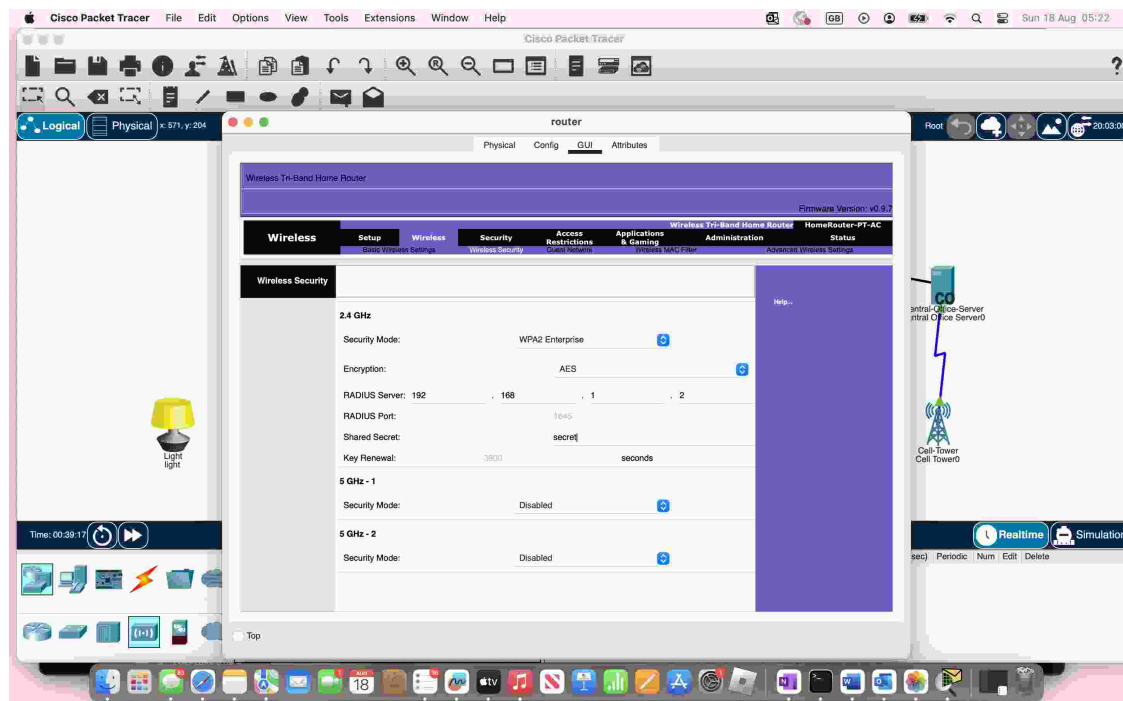 Cisco Packet Tracer File Edit Options View Tools Extensions Window Help GB Sun 18 Aug 05:22
Cisco Packet Tracer
?
Logical Physical x: 571, y: 204 router Root 20:03:00
Physical Config GUI Attributes
Wireless Tri-Band Home Router
Firmware Version: v0.9.7
Wireless Tri-Band Home Router HomeRouter-PT-AC
Wireless Setup Wireless Security Access Restrictions Applications & Gaming Administration Status
Basic Wireless Settings Wireless Security Guest Network Wireless MAC Filter Advanced Wireless Settings
Wireless Security
Help...
2.4 GHz
Security Mode: WPA2 Enterprise
Encryption: AES
RADIUS Server: 192 . 168 . 1 . 2
RADIUS Port: 1645
Shared Secret: secret
Key Renewal: 3600 seconds
5 GHz - 1
Security Mode: Disabled
5 GHz - 2
Security Mode: Disabled
Top
Light
light
CO
entral-Office-Server
ntral Office Server0
Cell-Tower
Cell Tower0
Time: 00:39:17 Realtime Simulation
sec) Periodic Num Edit Delete
AUG
18
tv